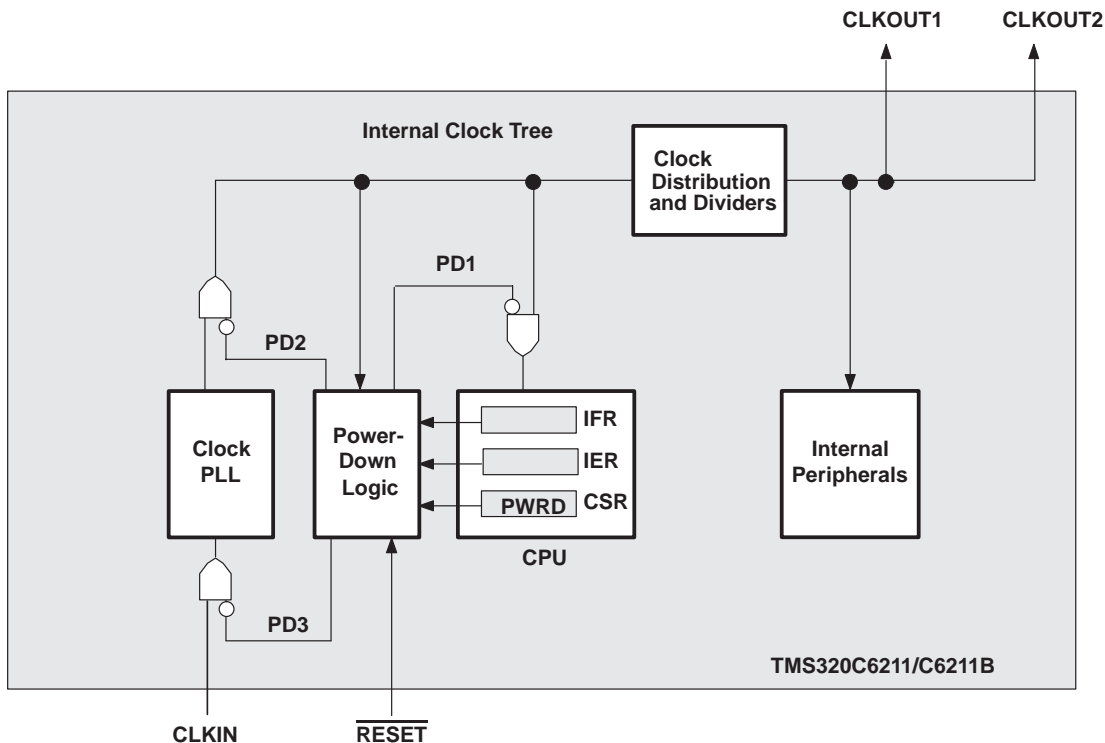 CLKOUT1
CLKOUT2
Internal Clock Tree
Clock
Distribution
and Dividers
PD1
PD2
Clock
PLL
Power-
Down
Logic
IFR
IER
PWRD
CSR
CPU
Internal
Peripherals
PD3
TMS320C6211/C6211B
CLKIN
RESET